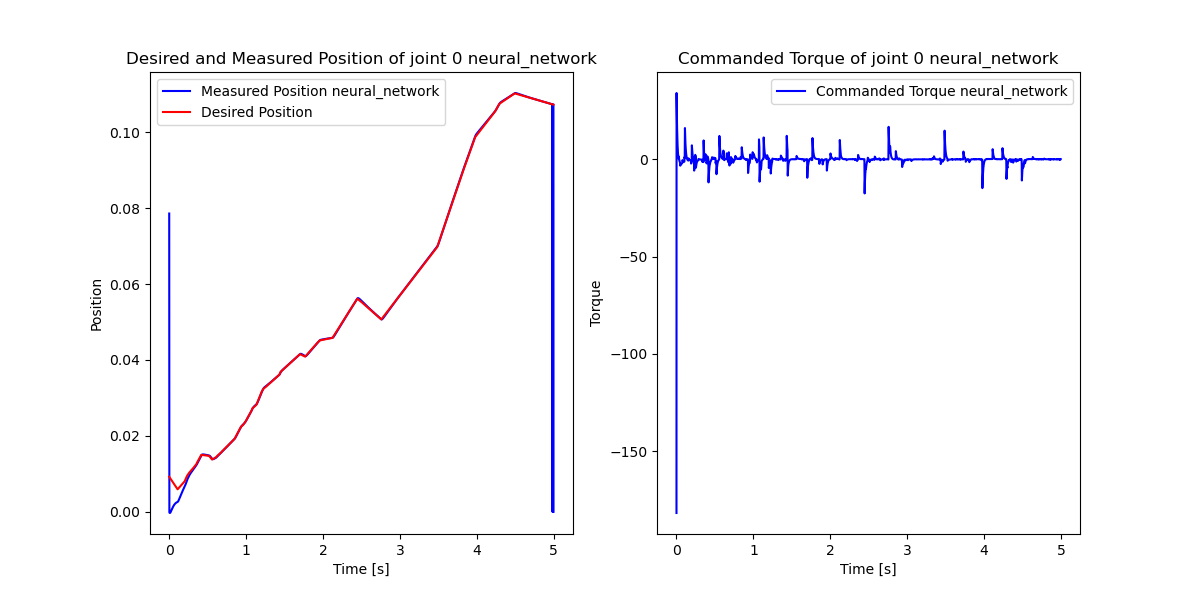 Desired and Measured Position of joint 0 neural_network
Measured Position neural_network
Desired Position
0.10
0.08
0.06
0.04
0.02
0.00
Position
0 1 2 3 4 5
Time [s]
Commanded Torque of joint 0 neural_network
Commanded Torque neural_network
0
−50
−100
−150
Torque
0 1 2 3 4 5
Time [s]